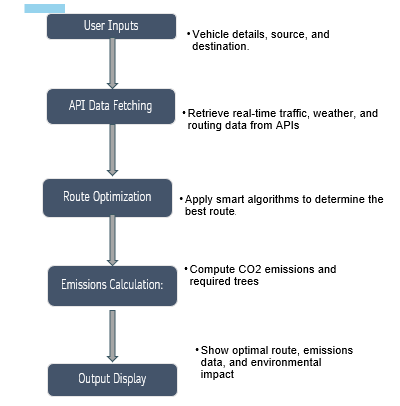 User Inputs
• Vehicle details, source, and
destination.
API Data Fetching
• Retrieve real-time traffic, weather, and
routing data from APIs
Route Optimization
• Apply smart algorithms to determine the
best route.
Emissions Calculation:
• Compute CO2 emissions and
required trees
Output Display
• Show optimal route, emissions
data, and environmental
impact